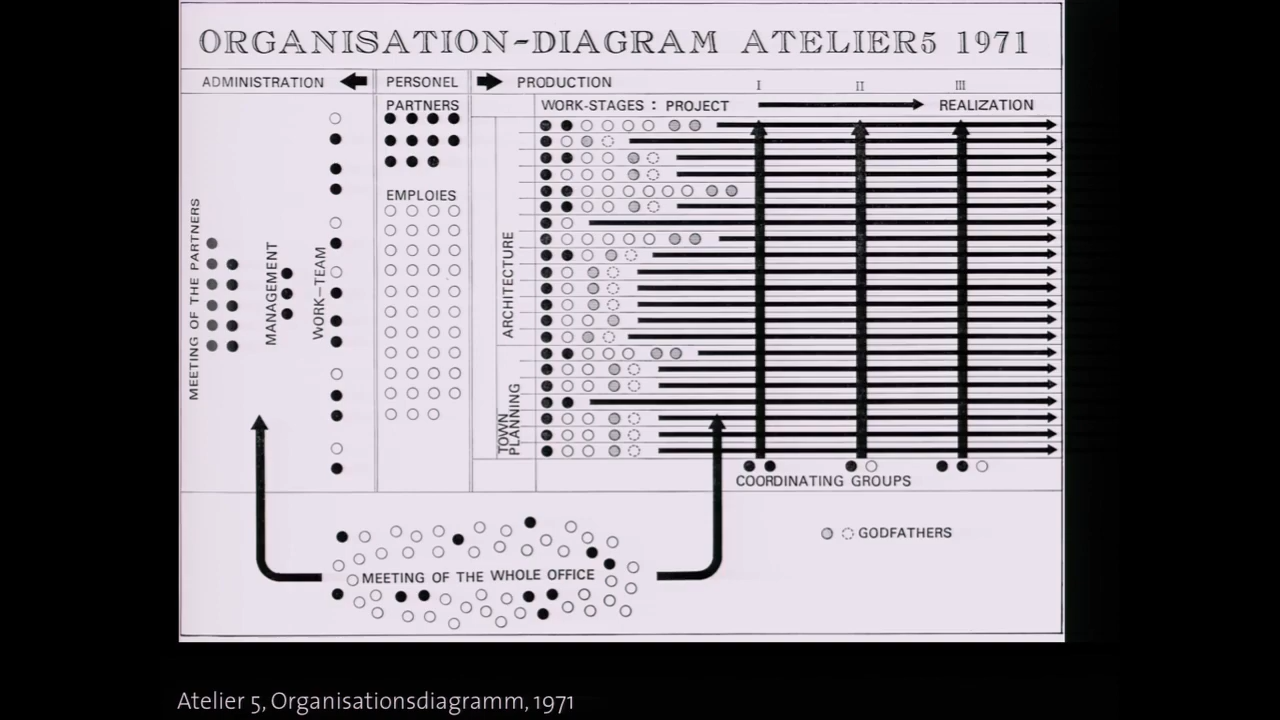 ORGANISATION-DIAGRAM ATELIER5 1971
ADMINISTRATION
PERSONEL
PRODUCTION
I
II
III
PARTNERS
WORK-STAGES : PROJECT
REALIZATION
EMPLOIES
MEETING OF THE PARTNERS
MANAGEMENT
WORK-TEAM
ARCHITECTURE
TOWN
PLANNING
COORDINATING GROUPS
GODFATHERS
MEETING OF THE WHOLE OFFICE
Atelier 5, Organisationsdiagramm, 1971